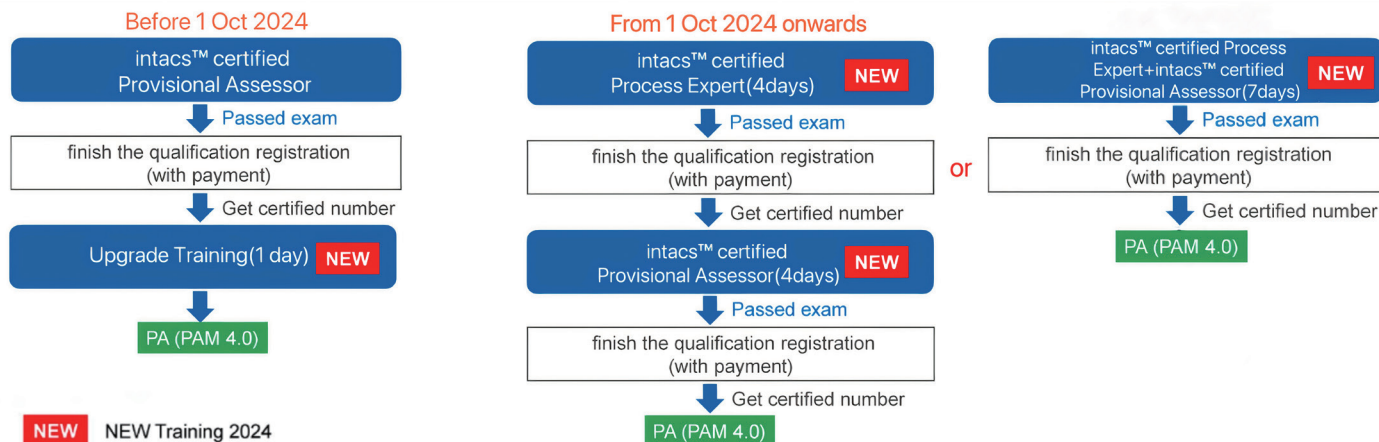 Before 1 Oct 2024
intacs™ certified
Provisional Assessor
Passed exam
finish the qualification registration
(with payment)
Get certified number
Upgrade Training(1 day)
NEW
PA (PAM 4.0)
NEW
NEW Training 2024
From 1 Oct 2024 onwards
intacs™ certified
Process Expert(4days)
NEW
Passed exam
finish the qualification registration
(with payment)
Get certified number
intacs™ certified
Provisional Assessor(4days)
NEW
Passed exam
finish the qualification registration
(with payment)
Get certified number
PA (PAM 4.0)
or
intacs™ certified Process
Expert+intacs™ certified
Provisional Assessor(7days)
NEW
Passed exam
finish the qualification registration
(with payment)
Get certified number
PA (PAM 4.0)